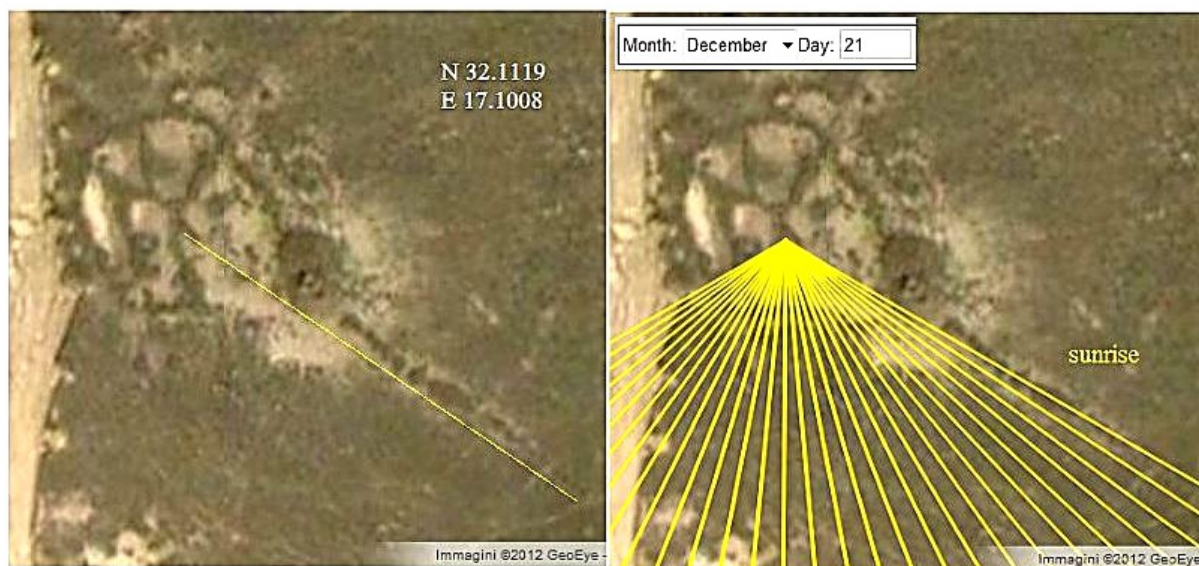 N 32.1119
E 17.1008
Immagini ©2012 GeoEye -
Month: December Day: 21
sunrise
Immagini ©2012 GeoEye -